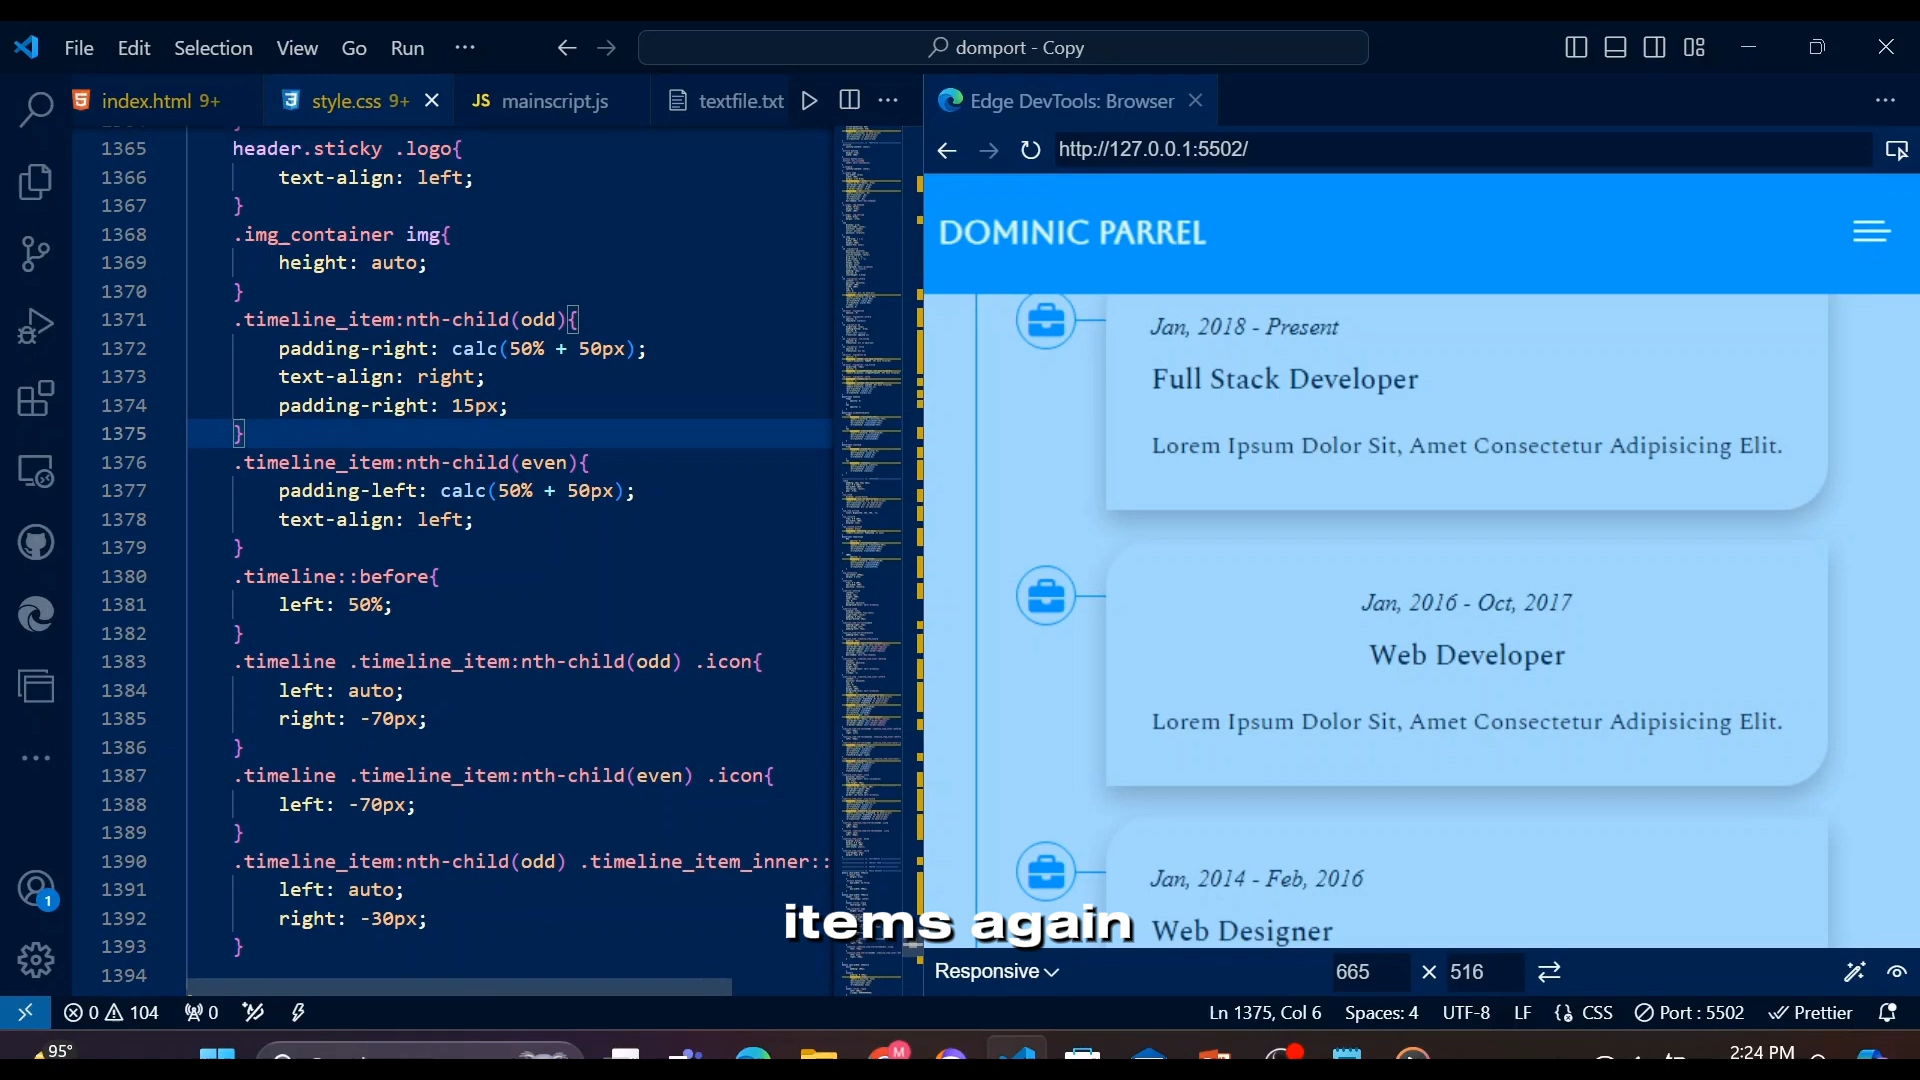 File Edit Selection View Go Run ···
domport - Copy
index.html 9+
style.css 9+
JS mainscript.js
textfile.txt
Edge DevTools: Browser
http://127.0.0.1:5502/
1365 header.sticky .logo{
1366 text-align: left;
1367 }
1368 .img_container img{
1369 height: auto;
1370 }
1371 .timeline_item:nth-child(odd){
1372 padding-right: calc(50% + 50px);
1373 text-align: right;
1374 padding-right: 15px;
1375 }
1376 .timeline_item:nth-child(even){
1377 padding-left: calc(50% + 50px);
1378 text-align: left;
1379 }
1380 .timeline::before{
1381 left: 50%;
1382 }
1383 .timeline .timeline_item:nth-child(odd) .icon{
1384 left: auto;
1385 right: -70px;
1386 }
1387 .timeline .timeline_item:nth-child(even) .icon{
1388 left: -70px;
1389 }
1390 .timeline_item:nth-child(odd) .timeline_item_inner::
1391 left: auto;
1392 right: -30px;
1393 }
1394
DOMINIC PARREL
Jan, 2018 - Present
Full Stack Developer
Lorem Ipsum Dolor Sit, Amet Consectetur Adipisicing Elit.
Jan, 2016 - Oct, 2017
Web Developer
Lorem Ipsum Dolor Sit, Amet Consectetur Adipisicing Elit.
Jan, 2014 - Feb, 2016
Web Designer
items again
Responsive 665 × 516
1
0 104 0
Ln 1375, Col 6 Spaces: 4 UTF-8 LF CSS Port : 5502 Prettier
95°
M
2:24 PM